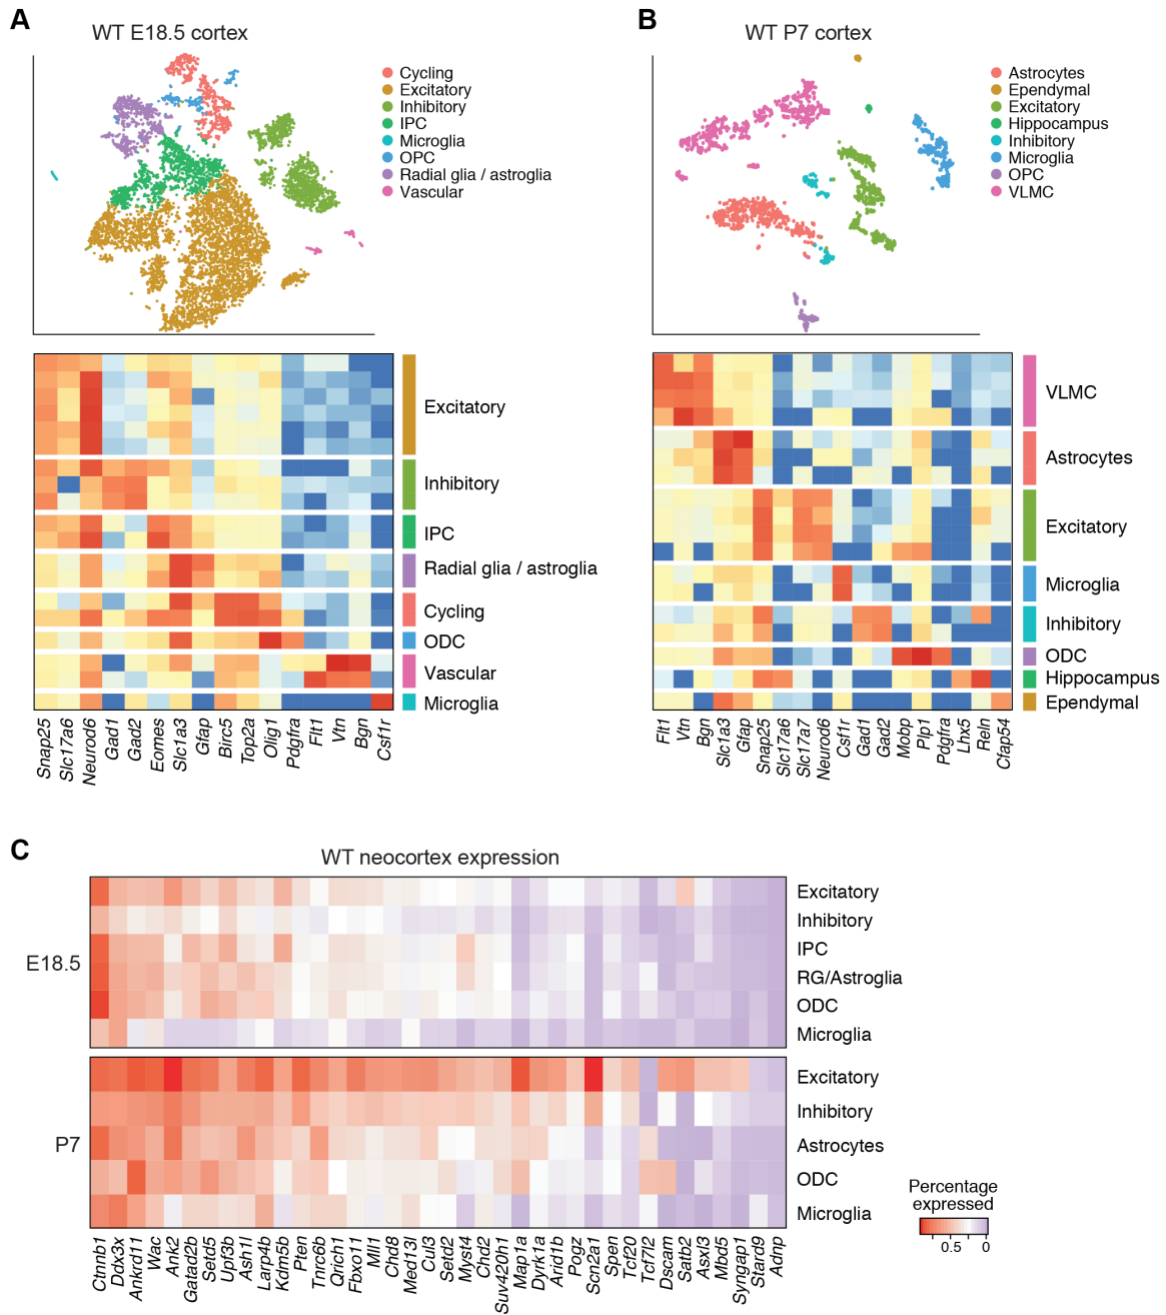 A
WT E18.5 cortex
Cycling
Excitatory
Inhibitory
IPC
Microglia
OPC
Radial glia / astroglia
Vascular
Excitatory
Inhibitory
IPC
Radial glia / astroglia
Cycling
ODC
Vascular
Microglia
Snap25
Slc17a6
Neurod6
Gad1
Gad2
Eomes
Slc1a3
Gfap
Birc5
Top2a
Olig1
Pdgfra
Flt1
Vtn
Bgn
Csf1r
B
WT P7 cortex
Astrocytes
Ependymal
Excitatory
Hippocampus
Inhibitory
Microglia
OPC
VLMC
VLMC
Astrocytes
Excitatory
Microglia
Inhibitory
ODC
Hippocampus
Ependymal
Flt1
Vtn
Bgn
Slc1a3
Gfap
Snap25
Slc17a6
Slc17a7
Neurod6
Csf1r
Gad1
Gad2
Mobp
Plp1
Pdgfra
Lhx5
Reln
Cfap54
C
WT neocortex expression
E18.5
Excitatory
Inhibitory
IPC
RG/Astroglia
ODC
Microglia
P7
Excitatory
Inhibitory
Astrocytes
ODC
Microglia
Ctnnb1
Ddx3x
Ankrd11
Wac
Ank2
Gatad2b
Setd5
Upf3b
Ash1l
Larp4b
Kdm5b
Pten
Tnrc6b
Qrich1
Fbxo11
Mll1
Chd8
Med13l
Cul3
Setd2
Myst4
Chd2
Suv420h1
Map1a
Dyrk1a
Arid1b
Pogz
Scn2a1
Spen
Tcf20
Tcf7l2
Dscam
Satb2
Asxl3
Mbd5
Syngap1
Stard9
Adnp
Percentage
expressed
0.5 0